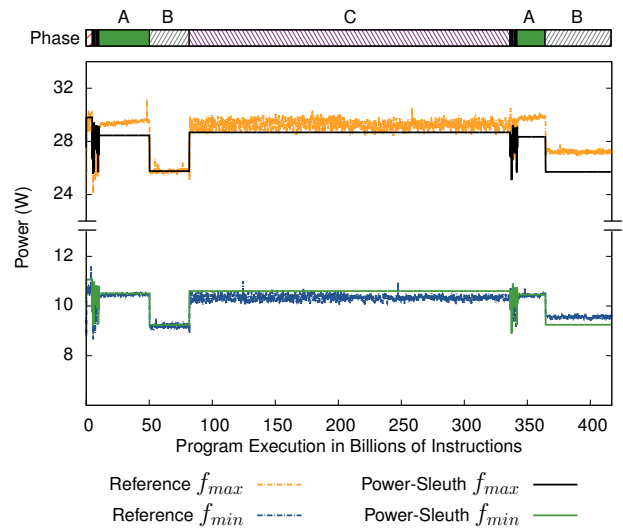 A B C A B
Phase
32
28
24
12
10
8
Power (W)
0 50 100 150 200 250 300 350 400
Program Execution in Billions of Instructions
Reference fmax Power-Sleuth fmax
Reference fmin Power-Sleuth fmin